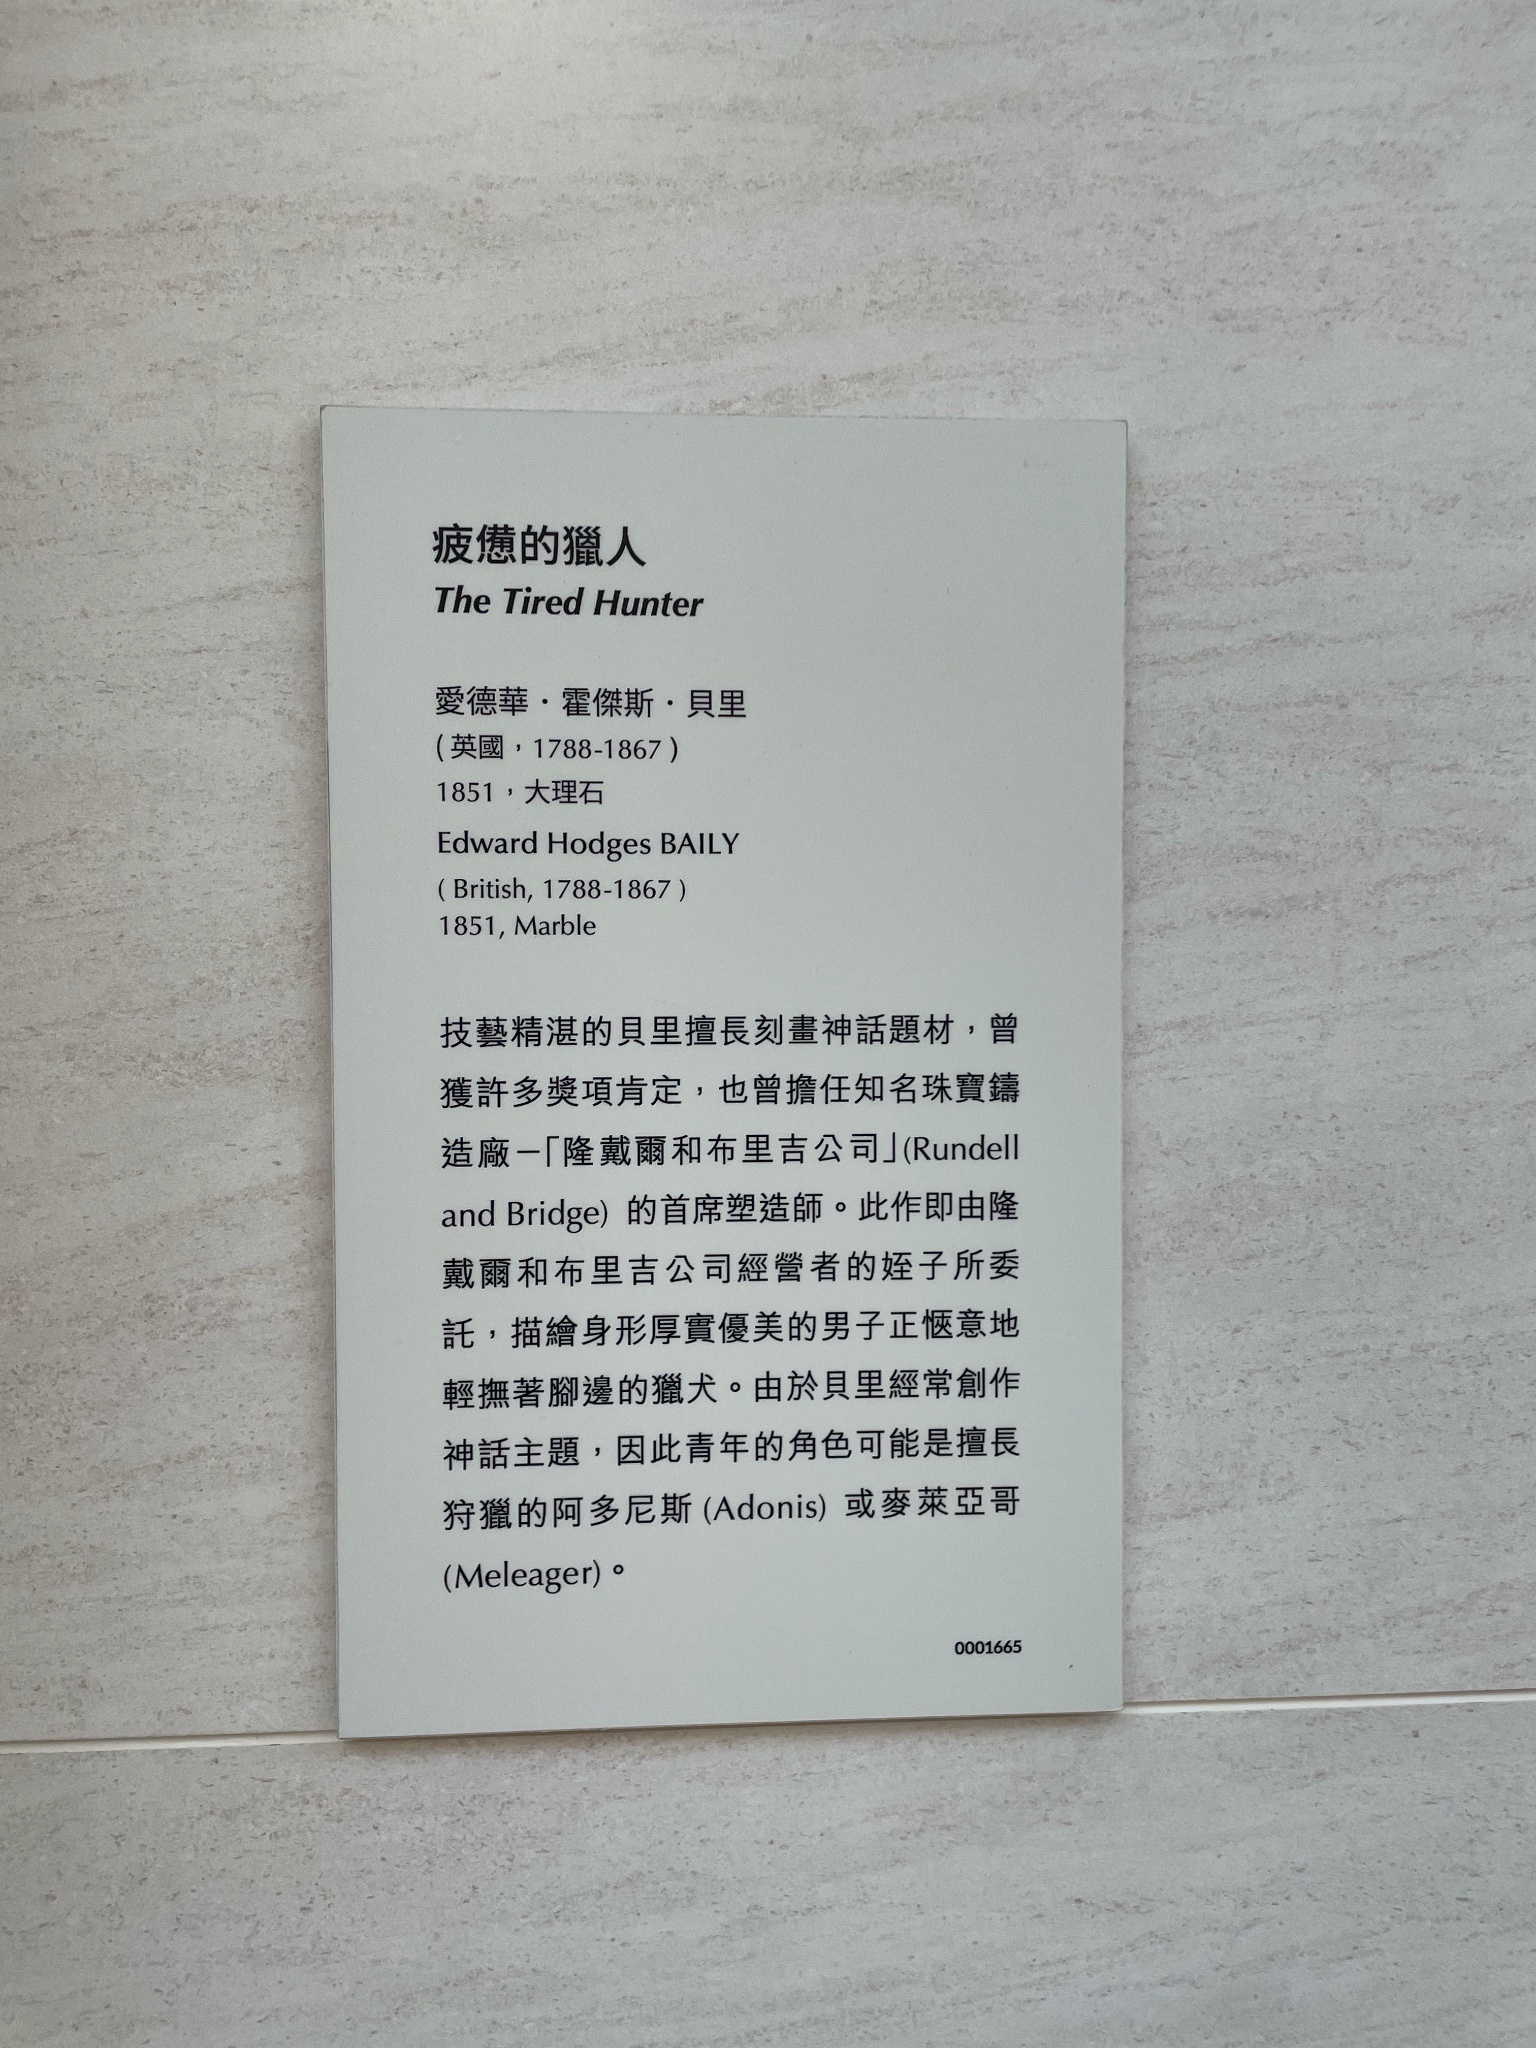 疲憊的獵人
The Tired Hunter
愛德華・霍傑斯・貝里
( 英國，1788-1867 )
1851，大理石
Edward Hodges BAILY
( British, 1788-1867 )
1851, Marble
技藝精湛的貝里擅長刻畫神話題材，曾
獲許多獎項肯定，也曾擔任知名珠寶鑄
造廠－「隆戴爾和布里吉公司」(Rundell
and Bridge) 的首席塑造師。此作即由隆
戴爾和布里吉公司經營者的姪子所委
託，描繪身形厚實優美的男子正愜意地
輕撫著腳邊的獵犬。由於貝里經常創作
神話主題，因此青年的角色可能是擅長
狩獵的阿多尼斯 (Adonis) 或麥萊亞哥
(Meleager)。
0001665